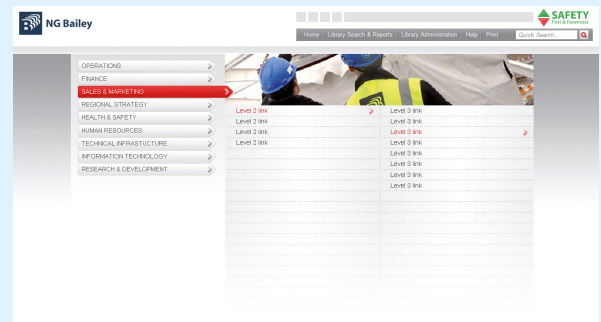 NG Bailey
SAFETY
First & Foremost
Home Library Search & Reports Library Administration Help Print Quick Search...
OPERATIONS
FINANCE
SALES & MARKETING
REGIONAL STRATEGY
HEALTH & SAFETY
HUMAN RESOURCES
TECHNICAL INFRASTUCTURE
INFORMATION TECHNOLOGY
RESEARCH & DEVELOPMENT
Level 2 link
Level 2 link
Level 2 link
Level 2 link
Level 3 link
Level 3 link
Level 3 link
Level 3 link
Level 3 link
Level 3 link
Level 3 link
Level 3 link